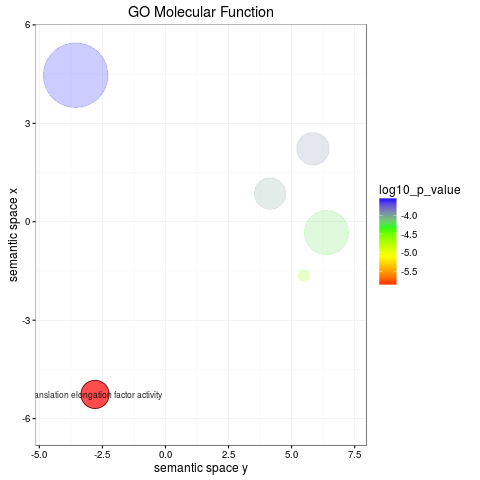 GO Molecular Function
6
3
0
-3
-6
semantic space x
anslation elongation factor activity
-5.0 -2.5 0.0 2.5 5.0 7.5
semantic space y
log10_p_value
-4.0
-4.5
-5.0
-5.5